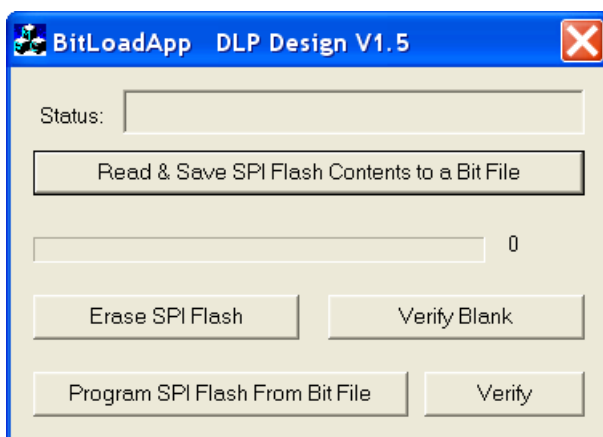 BitLoadApp DLP Design V1.5
Status:
Read & Save SPI Flash Contents to a Bit File
0
Erase SPI Flash Verify Blank
Program SPI Flash From Bit File Verify